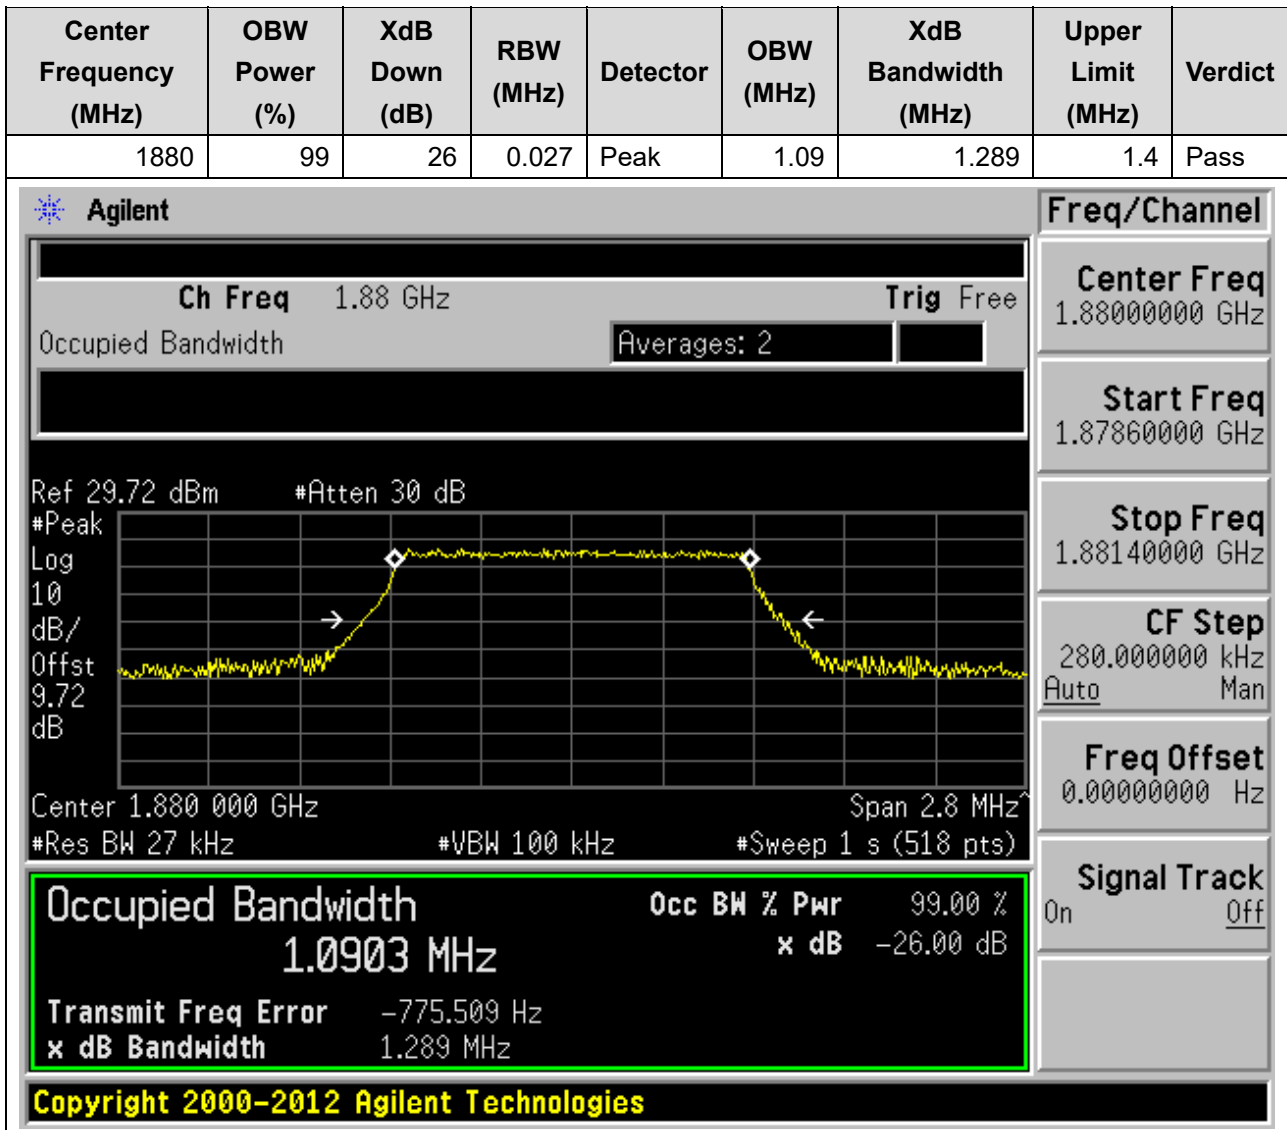 Center Frequency (MHz) OBW Power (%) XdB Down (dB) RBW (MHz) Detector OBW (MHz) XdB Bandwidth (MHz) Upper Limit (MHz) Verdict
1880 99 26 0.027 Peak 1.09 1.289 1.4 Pass
Agilent
Freq/Channel
Ch Freq 1.88 GHz Trig Free
Occupied Bandwidth Averages: 2
Center Freq
1.88000000 GHz
Start Freq
1.87860000 GHz
Stop Freq
1.88140000 GHz
CF Step
280.000000 kHz
Auto Man
Freq Offset
0.00000000 Hz
Signal Track
On Off
Ref 29.72 dBm #Atten 30 dB
#Peak
Log
10
dB/
Offst
9.72
dB
Center 1.880 000 GHz Span 2.8 MHz^
#Res BW 27 kHz #VBW 100 kHz #Sweep 1 s (518 pts)
Occupied Bandwidth Occ BW % Pwr 99.00 %
1.0903 MHz x dB -26.00 dB
Transmit Freq Error -775.509 Hz
x dB Bandwidth 1.289 MHz
Copyright 2000-2012 Agilent Technologies